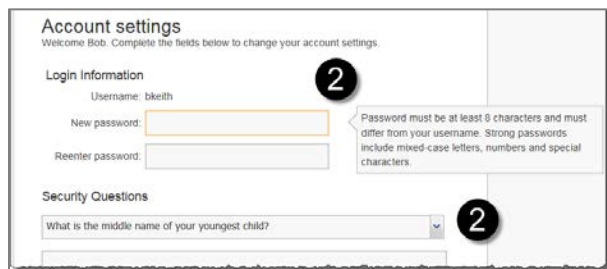 Account settings
Welcome Bob. Complete the fields below to change your account settings.
Login Information
2
Username: bkeith
New password:
Password must be at least 8 characters and must
differ from your username. Strong passwords
include mixed-case letters, numbers and special
characters.
Reenter password:
Security Questions
What is the middle name of your youngest child?
2